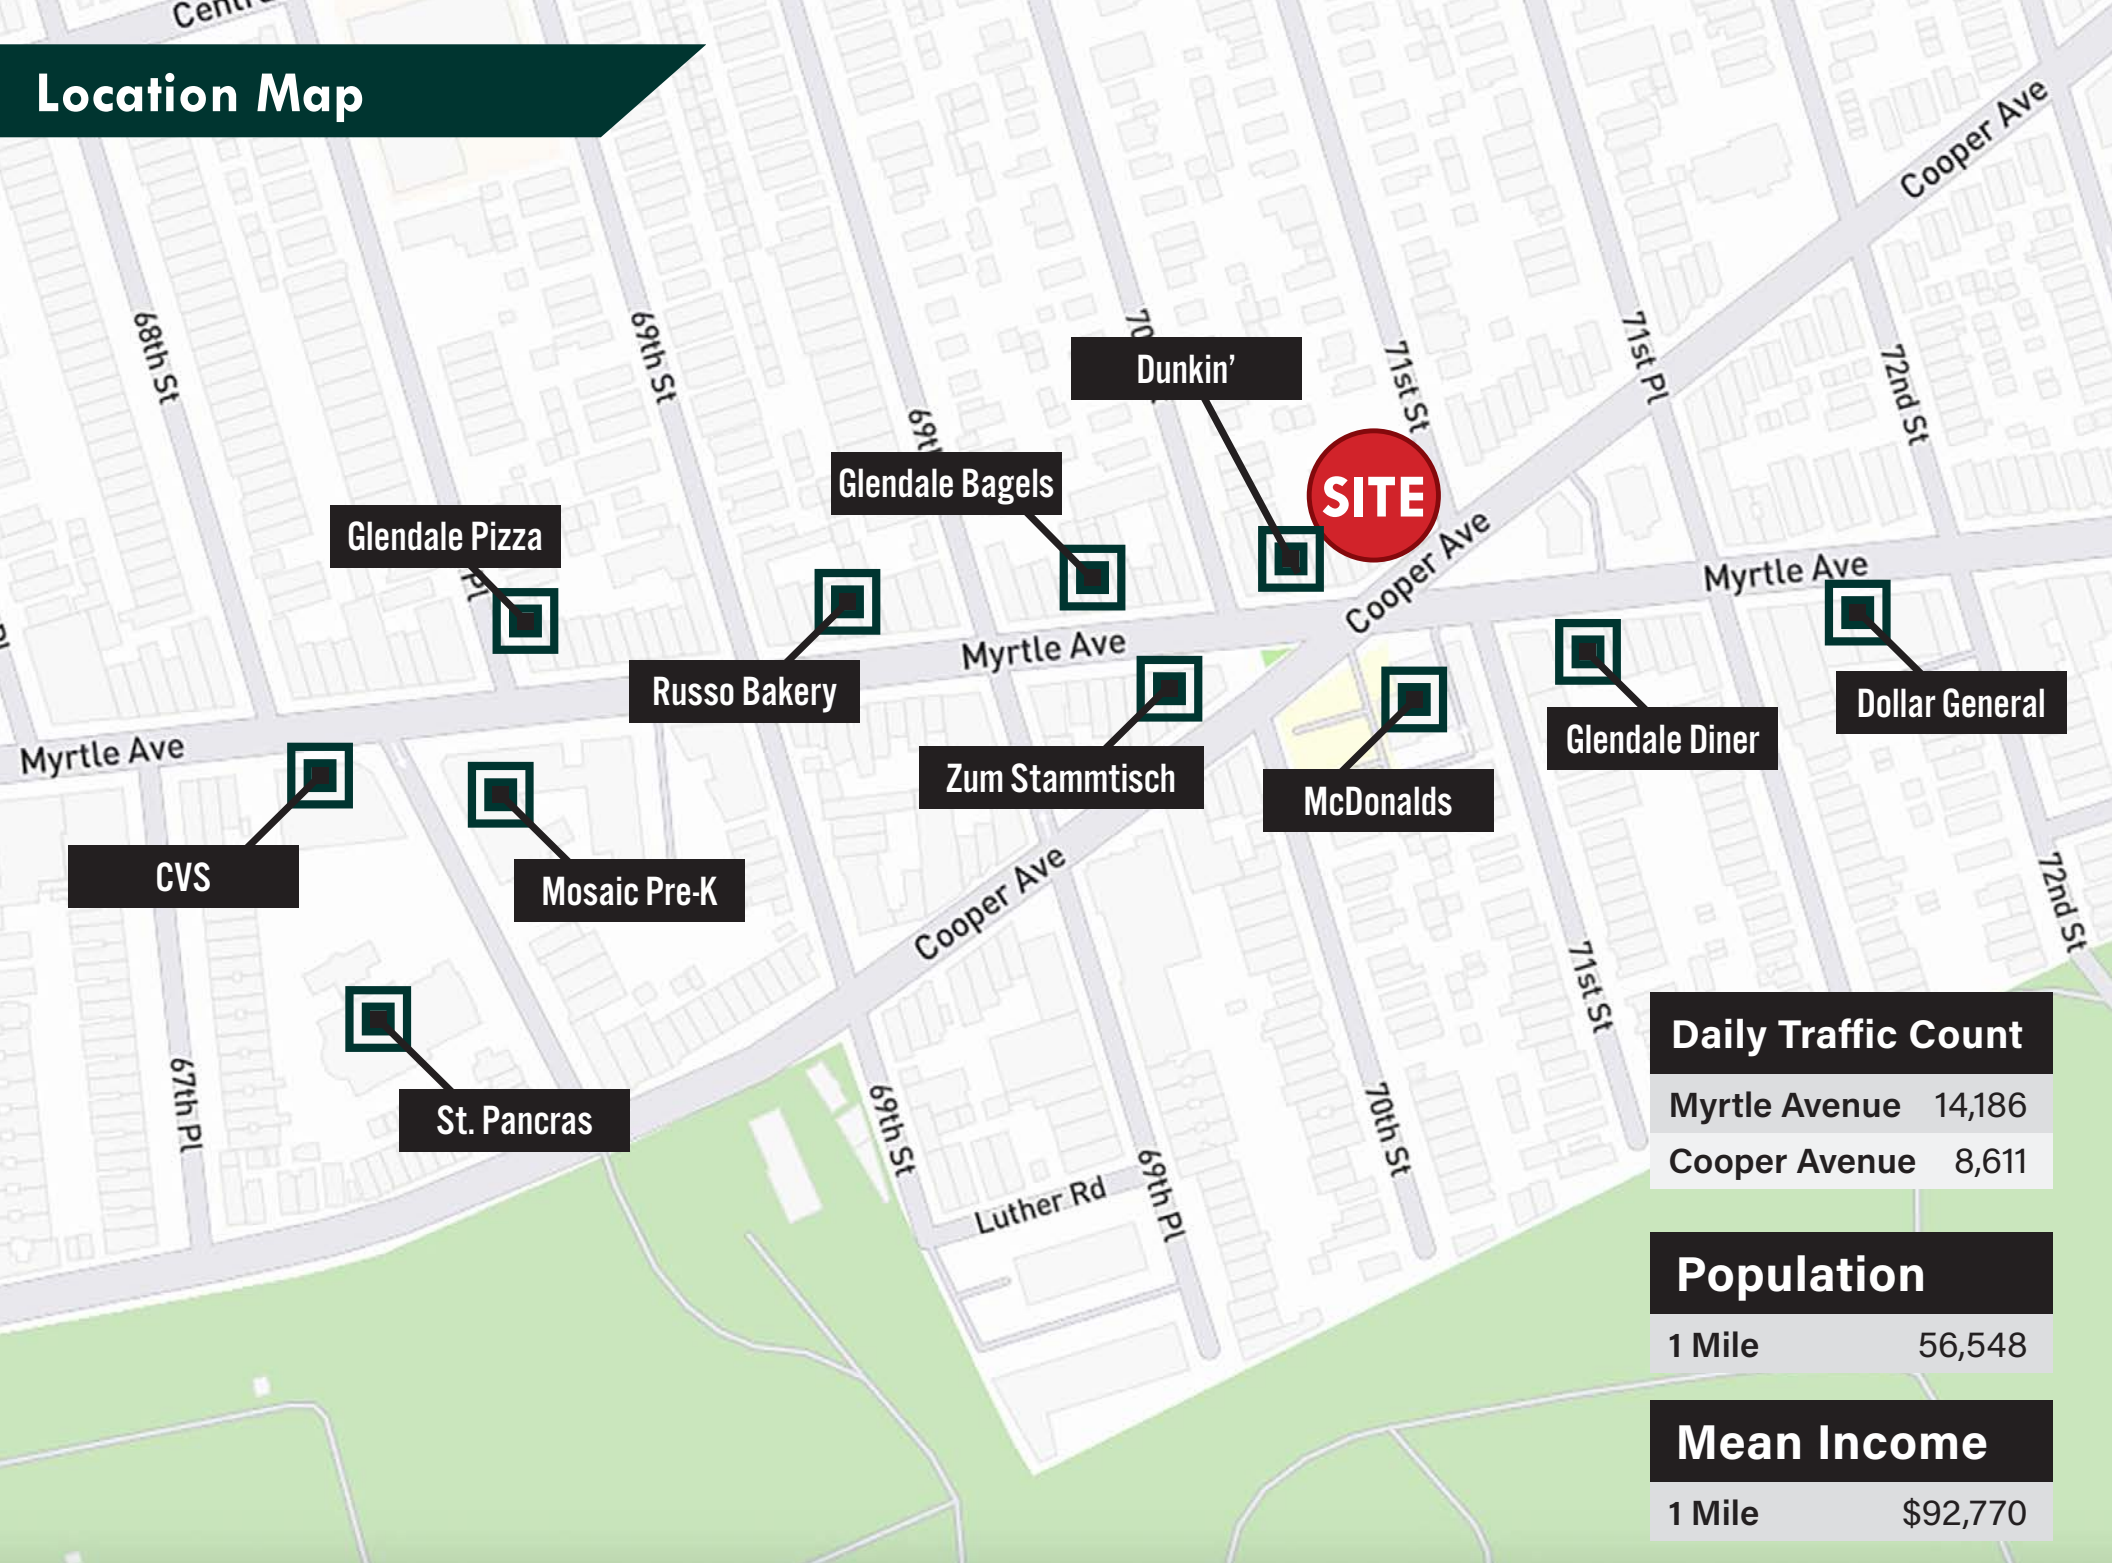 Location Map
Cooper Ave
68th St
69th St
71st St
71st Pl
72nd St
Dunkin’
Glendale Bagels
SITE
Glendale Pizza
Pl
Cooper Ave
Myrtle Ave
Russo Bakery
Myrtle Ave
Dollar General
Myrtle Ave
Glendale Diner
Zum Stammtisch
McDonalds
CVS
Mosaic Pre-K
Cooper Ave
72nd St
71st St
St. Pancras
67th Pl
69th St
70th St
69th Pl
Luther Rd
Daily Traffic Count
Myrtle Avenue 14,186
Cooper Avenue 8,611
Population
1 Mile 56,548
Mean Income
1 Mile $92,770